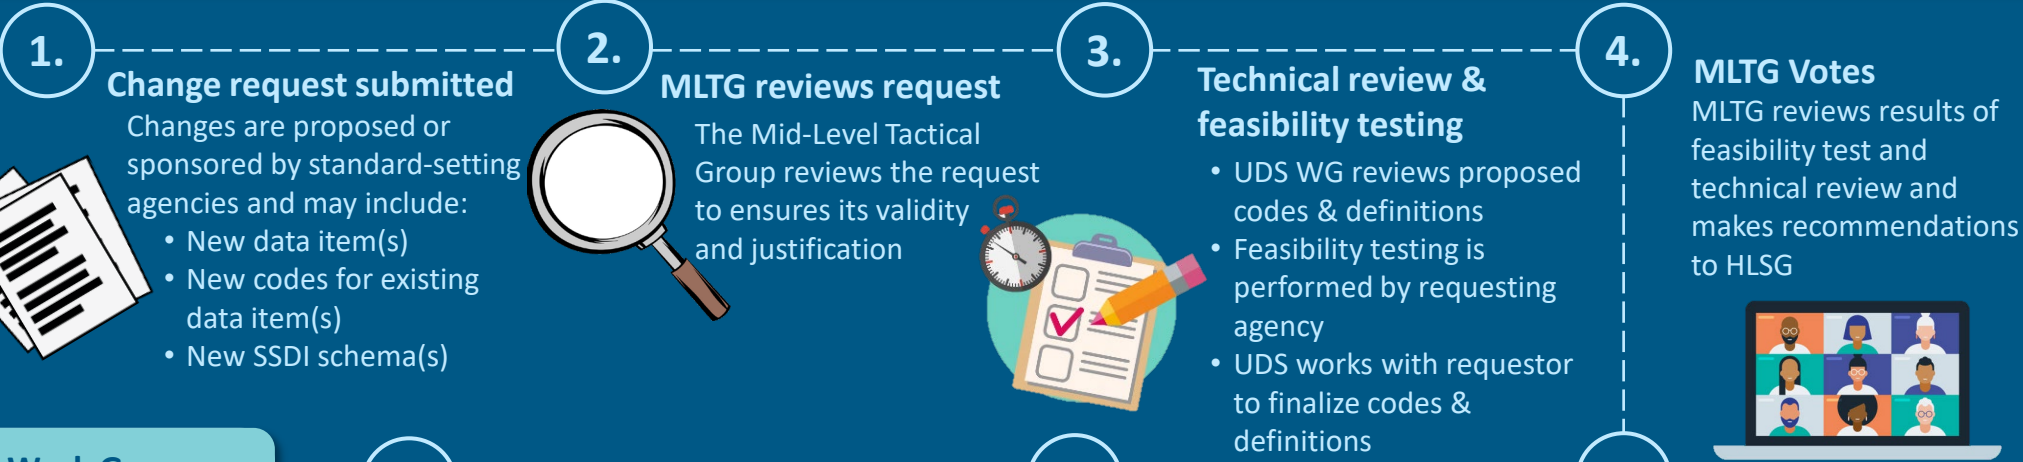 1.
Change request submitted
Changes are proposed or
sponsored by standard-setting
agencies and may include:
• New data item(s)
• New codes for existing
data item(s)
• New SSDI schema(s)
2.
MLTG reviews request
The Mid-Level Tactical
Group reviews the request
to ensures its validity
and justification
3.
Technical review &
feasibility testing
• UDS WG reviews proposed
codes & definitions
• Feasibility testing is
performed by requesting
agency
• UDS works with requestor
to finalize codes &
definitions
4.
MLTG Votes
MLTG reviews results of
feasibility test and
technical review and
makes recommendations
to HLSG